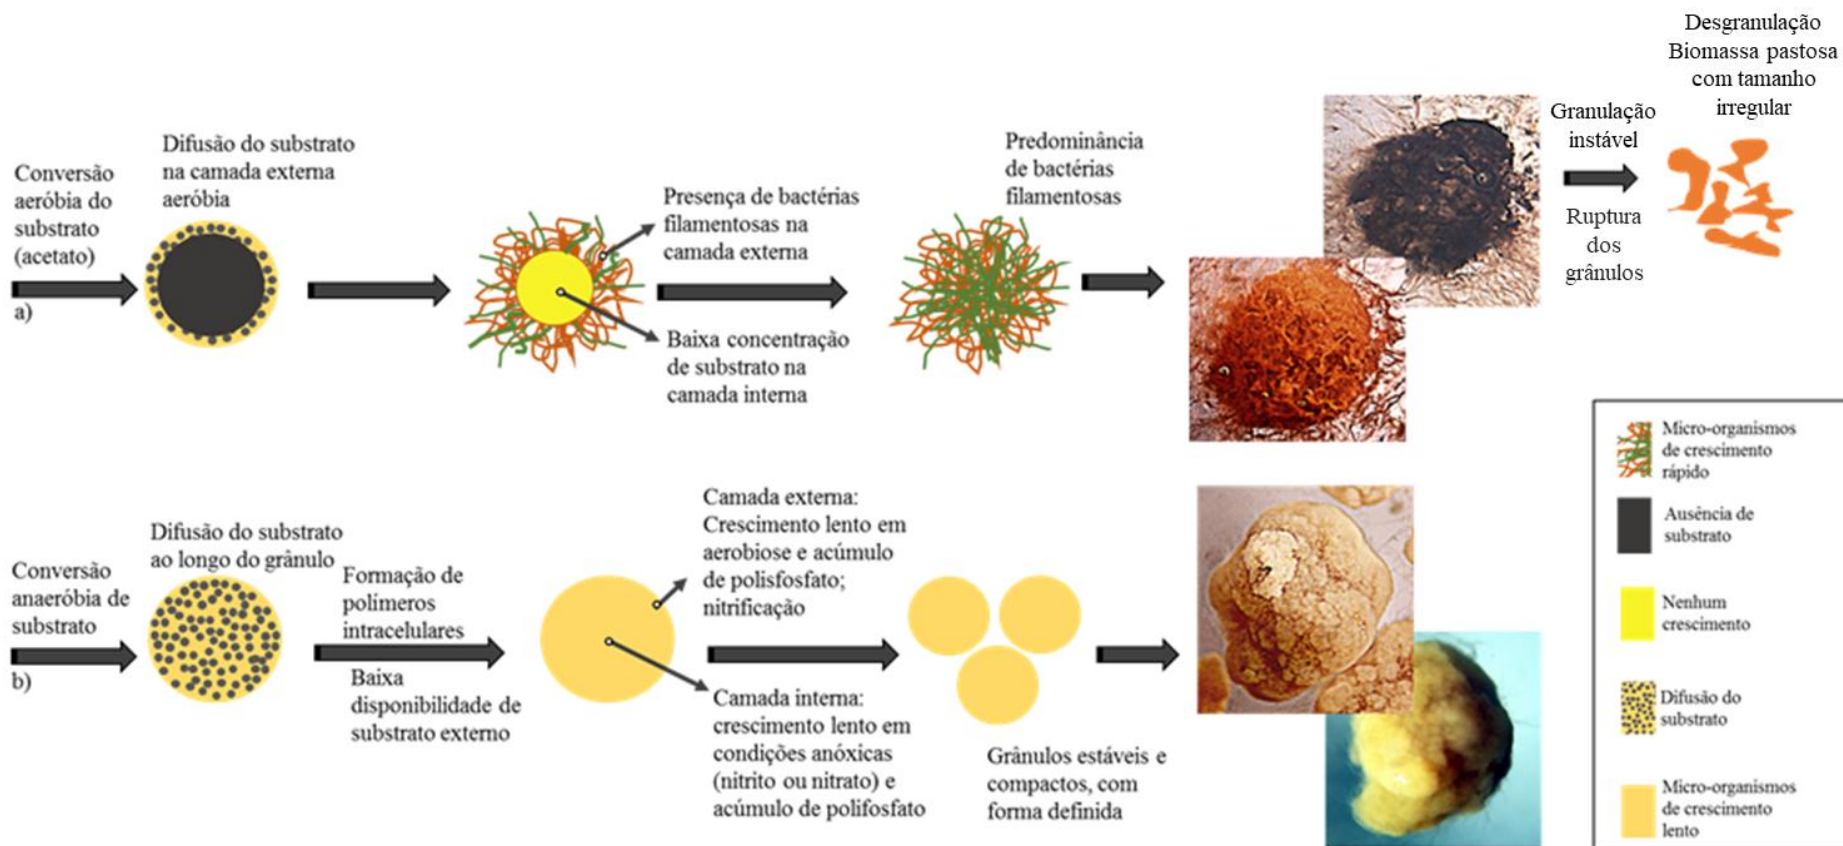 Conversão
aeróbia do
substrato
(acetato)
a)
Difusão do substrato
na camada externa
aeróbia
Presença de bactérias
filamentosas na
camada externa
Baixa concentração
de substrato na
camada interna
Predominância
de bactérias
filamentosas
Granulação
instável
Ruptura
dos
grânulos
Desgranulação
Biomassa pastosa
com tamanho
irregular
Conversão
anaeróbia de
substrato
b)
Difusão do substrato
ao longo do grânulo
Formação de
polímeros
intracelulares
Baixa
disponibilidade de
substrato externo
Camada externa:
Crescimento lento em
aerobiose e acúmulo
de polisfosfato;
nitrificação
Camada interna:
crescimento lento em
condições anóxicas
(nitrito ou nitrato) e
acúmulo de polifosfato
Grânulos estáveis e
compactos, com
forma definida
Micro-organismos
de crescimento
rápido
Ausência de
substrato
Nenhum
crescimento
Difusão do
substrato
Micro-organismos
de crescimento
lento